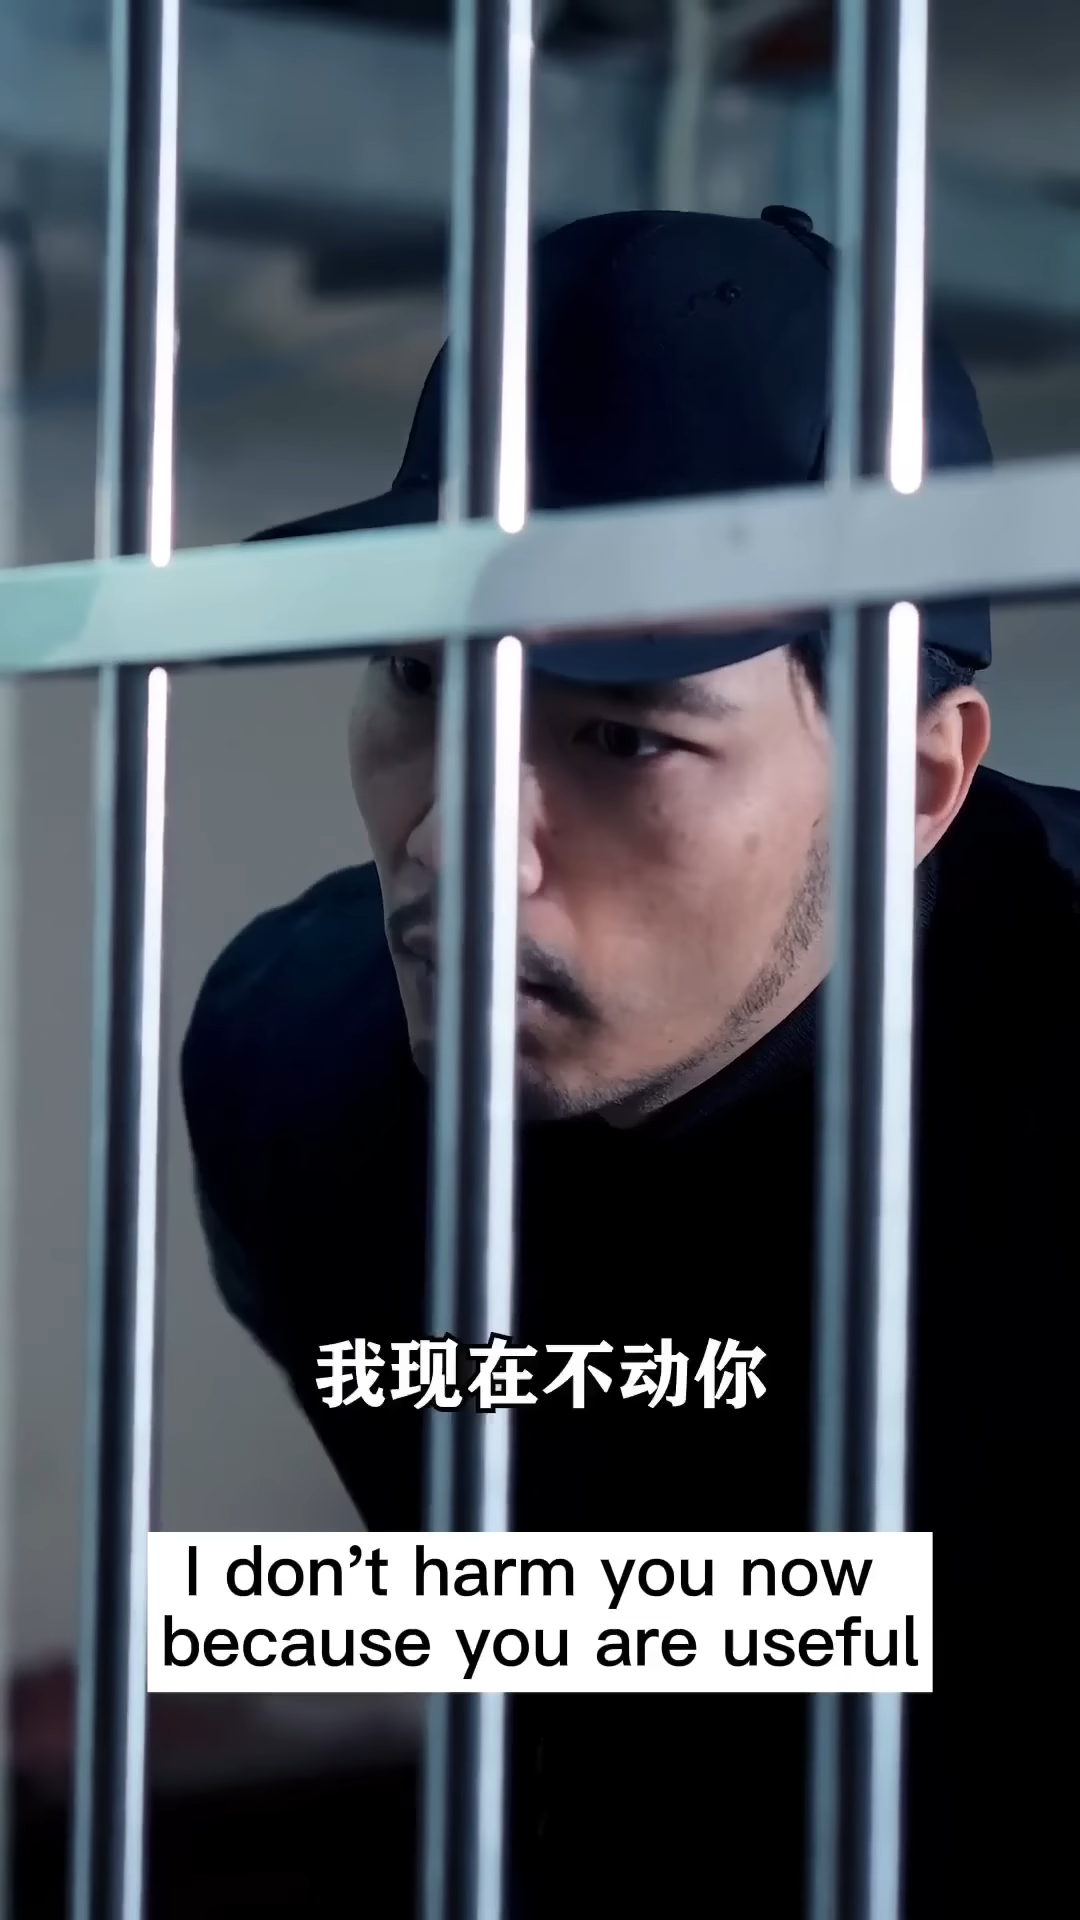 我现在不动你
I don’t harm you now
because you are useful